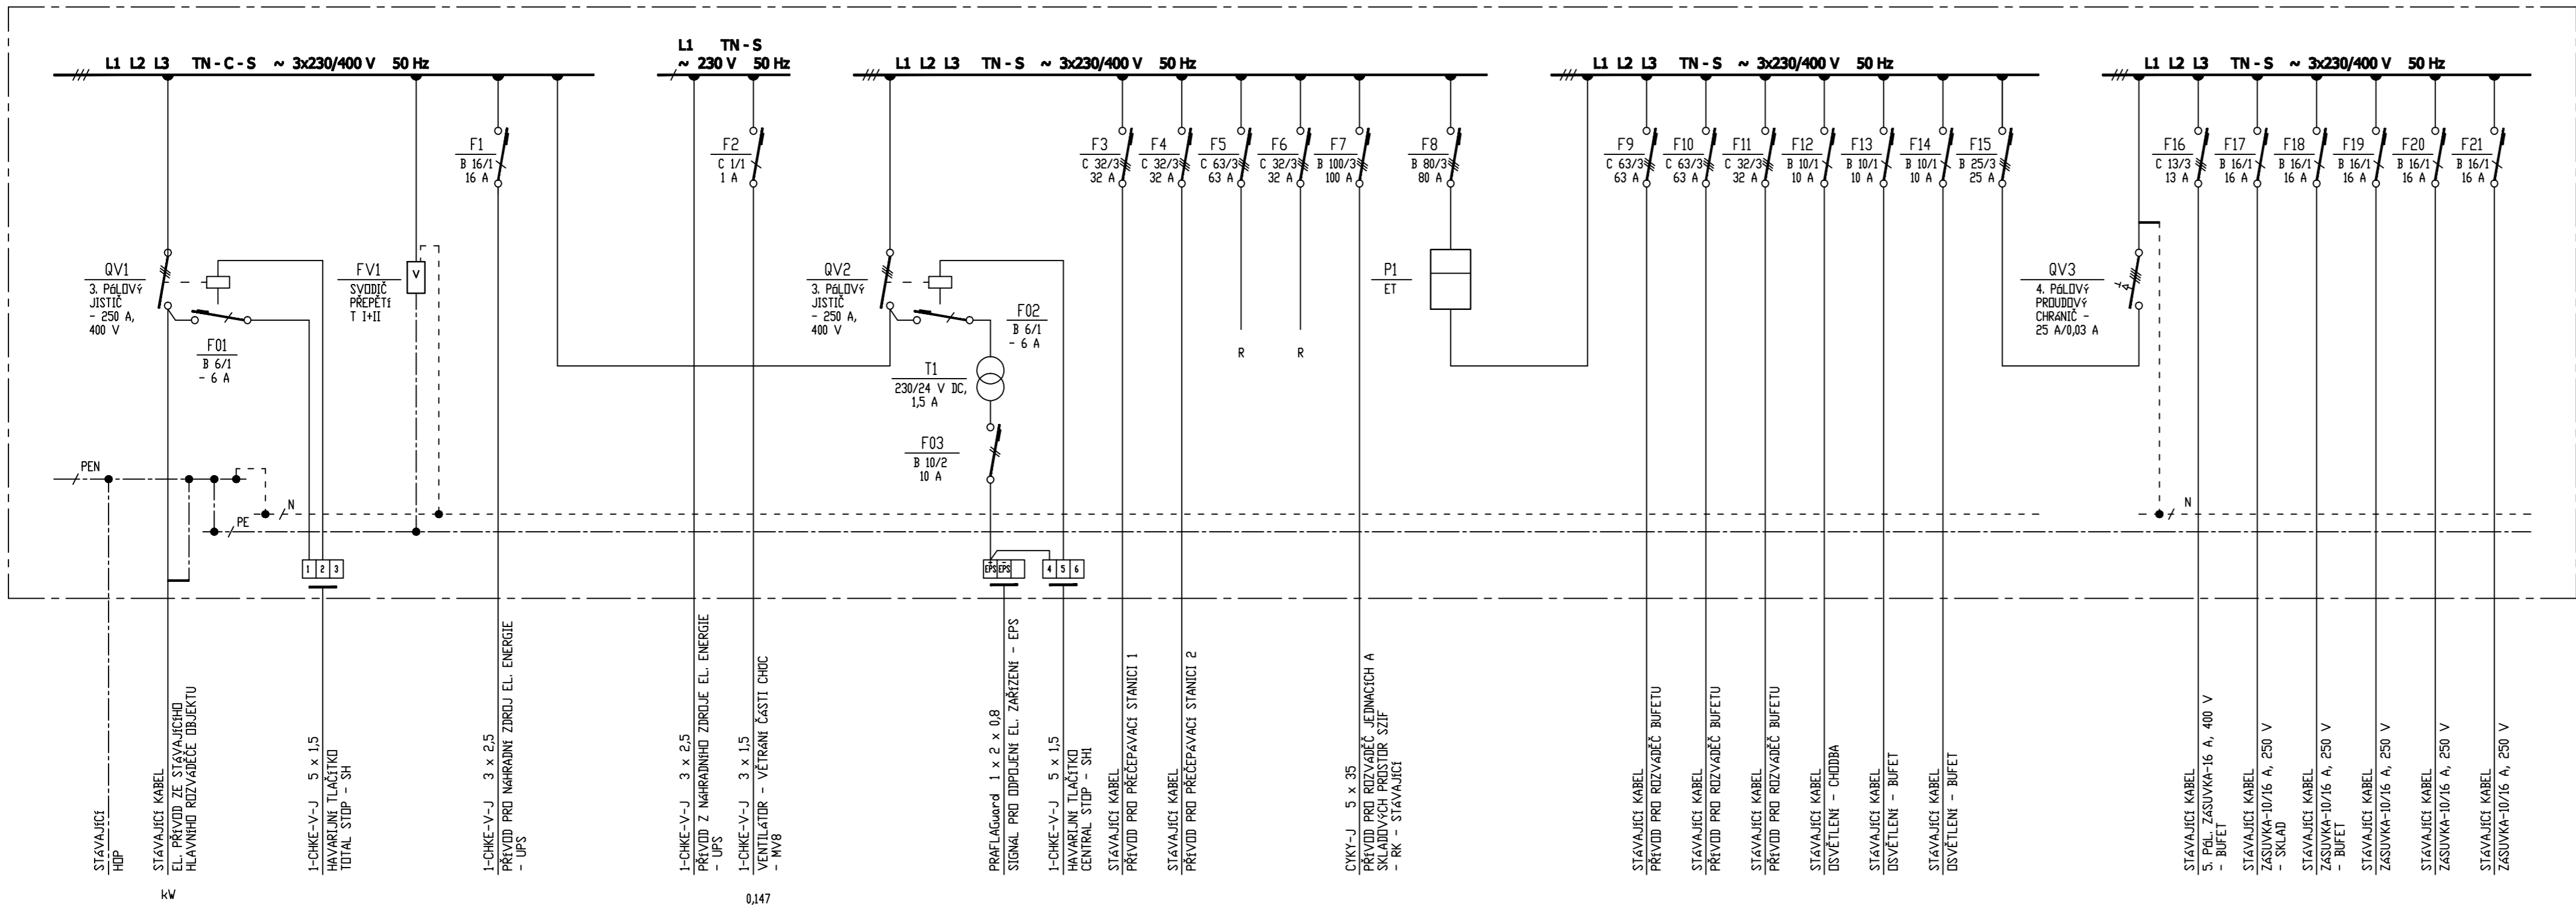 L1 L2 L3 TN - C - S ~ 3x230/400 V 50 Hz
L1 TN - S
~ 230 V 50 Hz
L1 L2 L3 TN - S ~ 3x230/400 V 50 Hz
L1 L2 L3 TN - S ~ 3x230/400 V 50 Hz
L1 L2 L3 TN - S ~ 3x230/400 V 50 Hz
F1
B 16/1
16 A
F2
C 1/1
1 A
F3
C 32/3
32 A
F4
C 32/3
32 A
F5
C 63/3
63 A
F6
C 32/3
32 A
F7
B 100/3
100 A
F8
B 80/3
80 A
F9
C 63/3
63 A
F10
C 63/3
63 A
F11
C 32/3
32 A
F12
B 10/1
10 A
F13
B 10/1
10 A
F14
B 10/1
10 A
F15
B 25/3
25 A
F16
C 13/3
13 A
F17
B 16/1
16 A
F18
B 16/1
16 A
F19
B 16/1
16 A
F20
B 16/1
16 A
F21
B 16/1
16 A
QV1
3. PÓLOVÝ
JISTIČ
- 250 A,
400 V
F01
B 6/1
- 6 A
FV1
SVODIČ
PŘEPĚTÍ
T I+II
V
QV2
3. PÓLOVÝ
JISTIČ
- 250 A,
400 V
F02
B 6/1
- 6 A
T1
230/24 V DC,
1,5 A
F03
B 10/2
10 A
R
R
P1
ET
QV3
4. PÓLOVÝ
PROUDOVÝ
CHRÁNIČ -
25 A/0,03 A
PEN
N
PE
N
1 2 3
EPS EPS
4 5 6
STÁVAJÍCÍ
HOP
STÁVAJÍCÍ KABEL
EL. PŘÍVOD ZE STÁVAJÍCÍHO
HLAVNÍHO ROZVÁDĚČE OBJEKTU
1-CHKE-V-J 5 x 1,5
HAVARIJNÍ TLAČÍTKO
TOTAL STOP - SH
1-CHKE-V-J 3 x 2,5
PŘÍVOD PRO NÁHRADNÍ ZDROJ EL. ENERGIE
- UPS
1-CHKE-V-J 3 x 2,5
PŘÍVOD Z NÁHRADNÍHO ZDROJE EL. ENERGIE
- UPS
1-CHKE-V-J 3 x 1,5
VENTILÁTOR - VĚTRÁNÍ ČÁSTI CHÚC
- MV8
PRAFLAGuard 1 x 2 x 0,8
SIGNÁL PRO ODPOJENÍ EL. ZAŘÍZENÍ - EPS
1-CHKE-V-J 5 x 1,5
HAVARIJNÍ TLAČÍTKO
CENTRAL STOP - SH1
STÁVAJÍCÍ KABEL
PŘÍVOD PRO PŘEČERPÁVACÍ STANICI 1
STÁVAJÍCÍ KABEL
PŘÍVOD PRO PŘEČERPÁVACÍ STANICI 2
CYKY-J 5 x 35
PŘÍVOD PRO ROZVÁDĚČ JEDNACÍCH A
SKLADOVÝCH PROSTOR SZIF
- RK - STÁVAJÍCÍ
STÁVAJÍCÍ KABEL
PŘÍVOD PRO ROZVÁDĚČ BUFETU
STÁVAJÍCÍ KABEL
PŘÍVOD PRO ROZVÁDĚČ BUFETU
STÁVAJÍCÍ KABEL
PŘÍVOD PRO ROZVÁDĚČ BUFETU
STÁVAJÍCÍ KABEL
OSVĚTLENÍ - CHODBA
STÁVAJÍCÍ KABEL
OSVĚTLENÍ - BUFET
STÁVAJÍCÍ KABEL
OSVĚTLENÍ - BUFET
STÁVAJÍCÍ KABEL
5. PÓL. ZÁSUVKA-16 A, 400 V
- BUFET
STÁVAJÍCÍ KABEL
ZÁSUVKA-10/16 A, 250 V
- SKLAD
STÁVAJÍCÍ KABEL
ZÁSUVKA-10/16 A, 250 V
- BUFET
STÁVAJÍCÍ KABEL
ZÁSUVKA-10/16 A, 250 V
STÁVAJÍCÍ KABEL
ZÁSUVKA-10/16 A, 250 V
STÁVAJÍCÍ KABEL
ZÁSUVKA-10/16 A, 250 V
kW
0,147